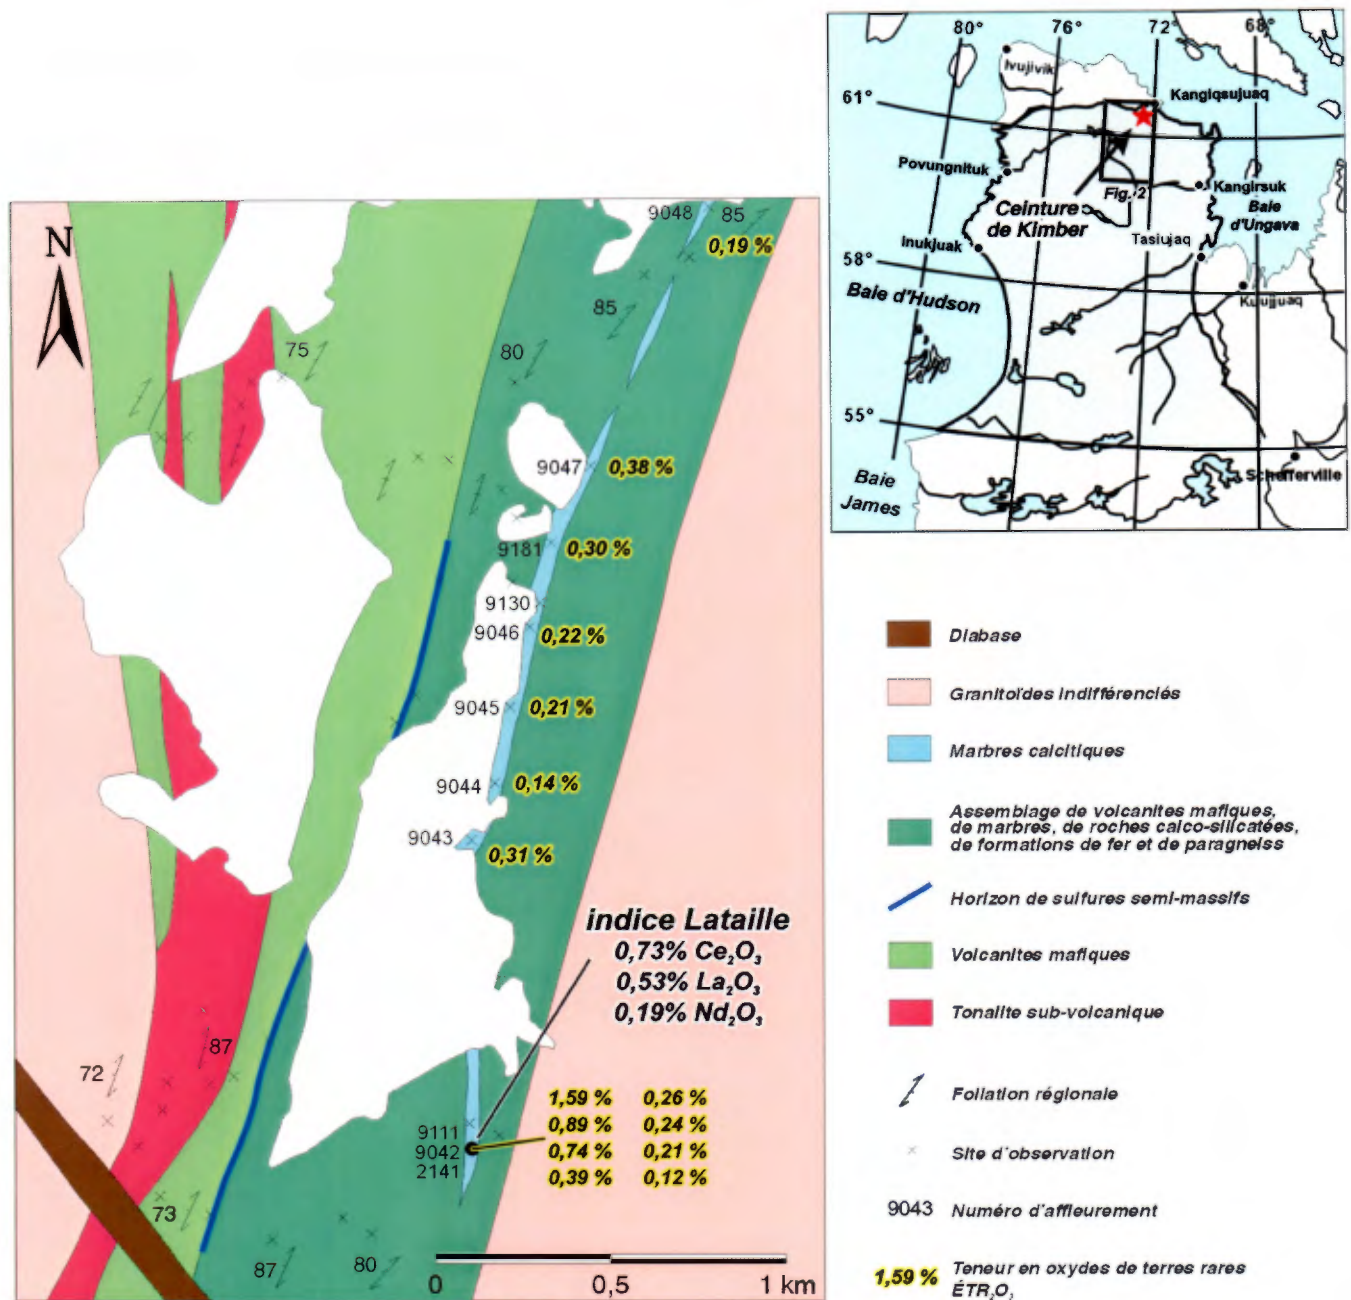 80°
76°
72°
68°
Ivujivik
61°
Kangiqsujuaq
Povungnituk
Fig. 2
Kangirsuk
Baie
d'Ungava
Ceinture
de Kimber
Inukjuak
Tasiujaq
58°
Baie d'Hudson
Kuujjuaq
55°
Baie
James
Schefferville
N
9048
85
0,19 %
85
75
80
9047
0,38 %
9181
0,30 %
9130
9046
0,22 %
9045
0,21 %
9044
0,14 %
9043
0,31 %
indice Lataille
0,73% Ce₂O₃
0,53% La₂O₃
0,19% Nd₂O₃
87
72
1,59 % 0,26 %
0,89 % 0,24 %
0,74 % 0,21 %
0,39 % 0,12 %
9111
9042
2141
73
87
80
0 0,5 1 km
Diabase
Granitoïdes indifférenciés
Marbres calcitiques
Assemblage de volcanites mafiques,
de marbres, de roches calco-silicatées,
de formations de fer et de paragneiss
Horizon de sulfures semi-massifs
Volcanites mafiques
Tonalite sub-volcanique
Foliation régionale
Site d'observation
9043 Numéro d'affleurement
1,59 % Teneur en oxydes de terres rares
ÉTR₂O₃